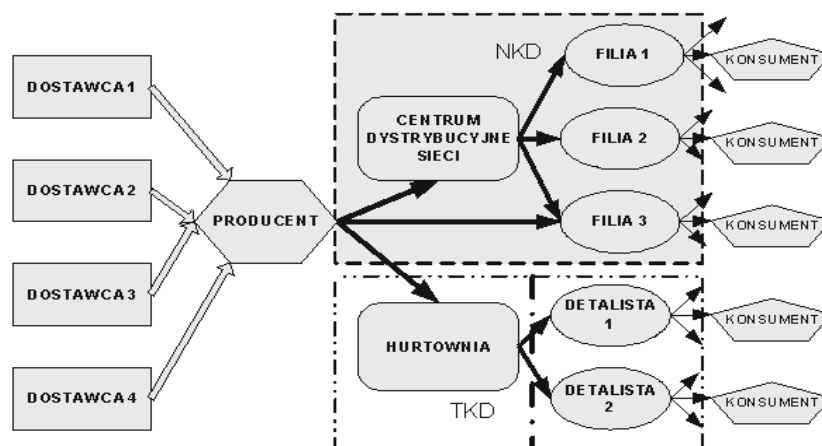 DOSTAWCA1
DOSTAWCA2
DOSTAWCA3
DOSTAWCA4
PRODUCENT
NKD
CENTRUM
DYSTRYBUCYJNE
SIECI
FILIA 1
FILIA 2
FILIA 3
KONSUMENT
KONSUMENT
KONSUMENT
HURTOWNIA
TKD
DETALISTA
1
DETALISTA
2
KONSUMENT
KONSUMENT